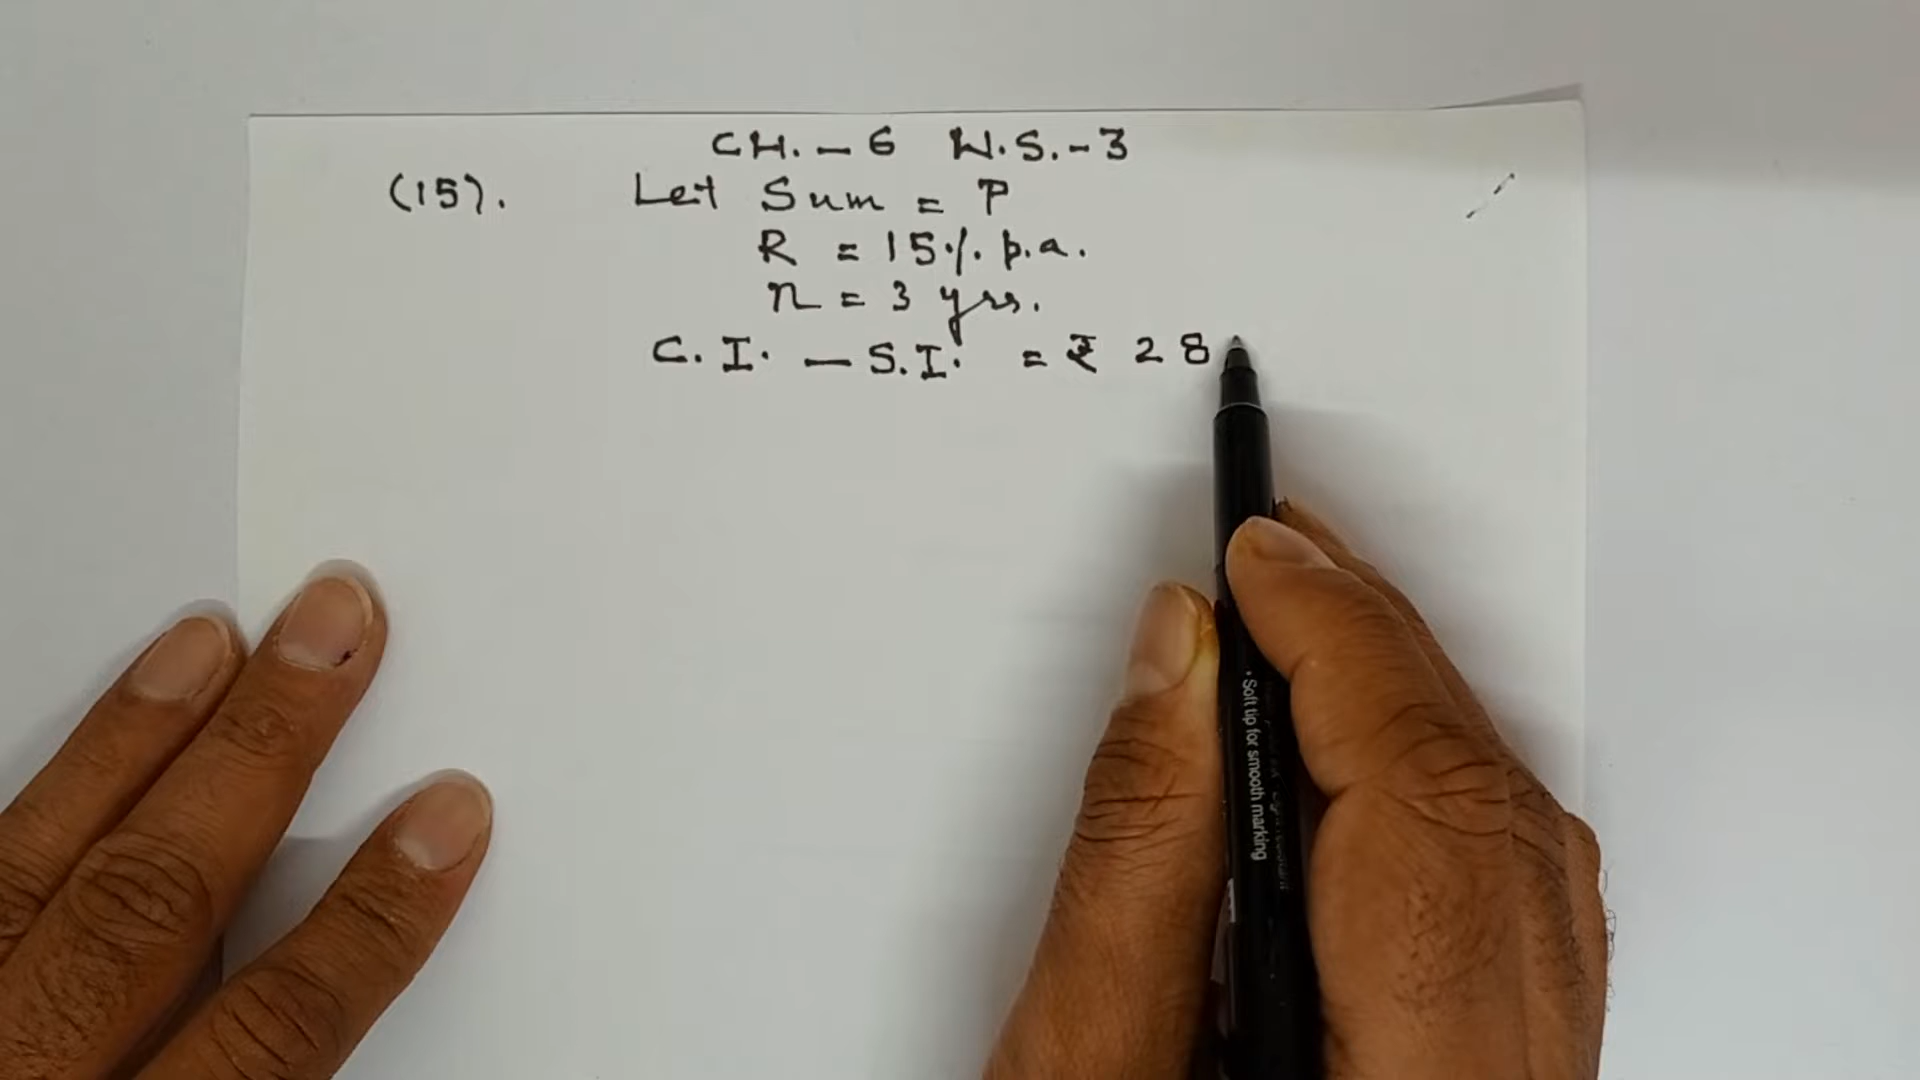 CH. - 6 W.S. - 3
(15). Let Sum = P
R = 15% p.a.
n = 3 yrs.
C.I. - S.I. = ₹ 28
• Soft tip for smooth marking